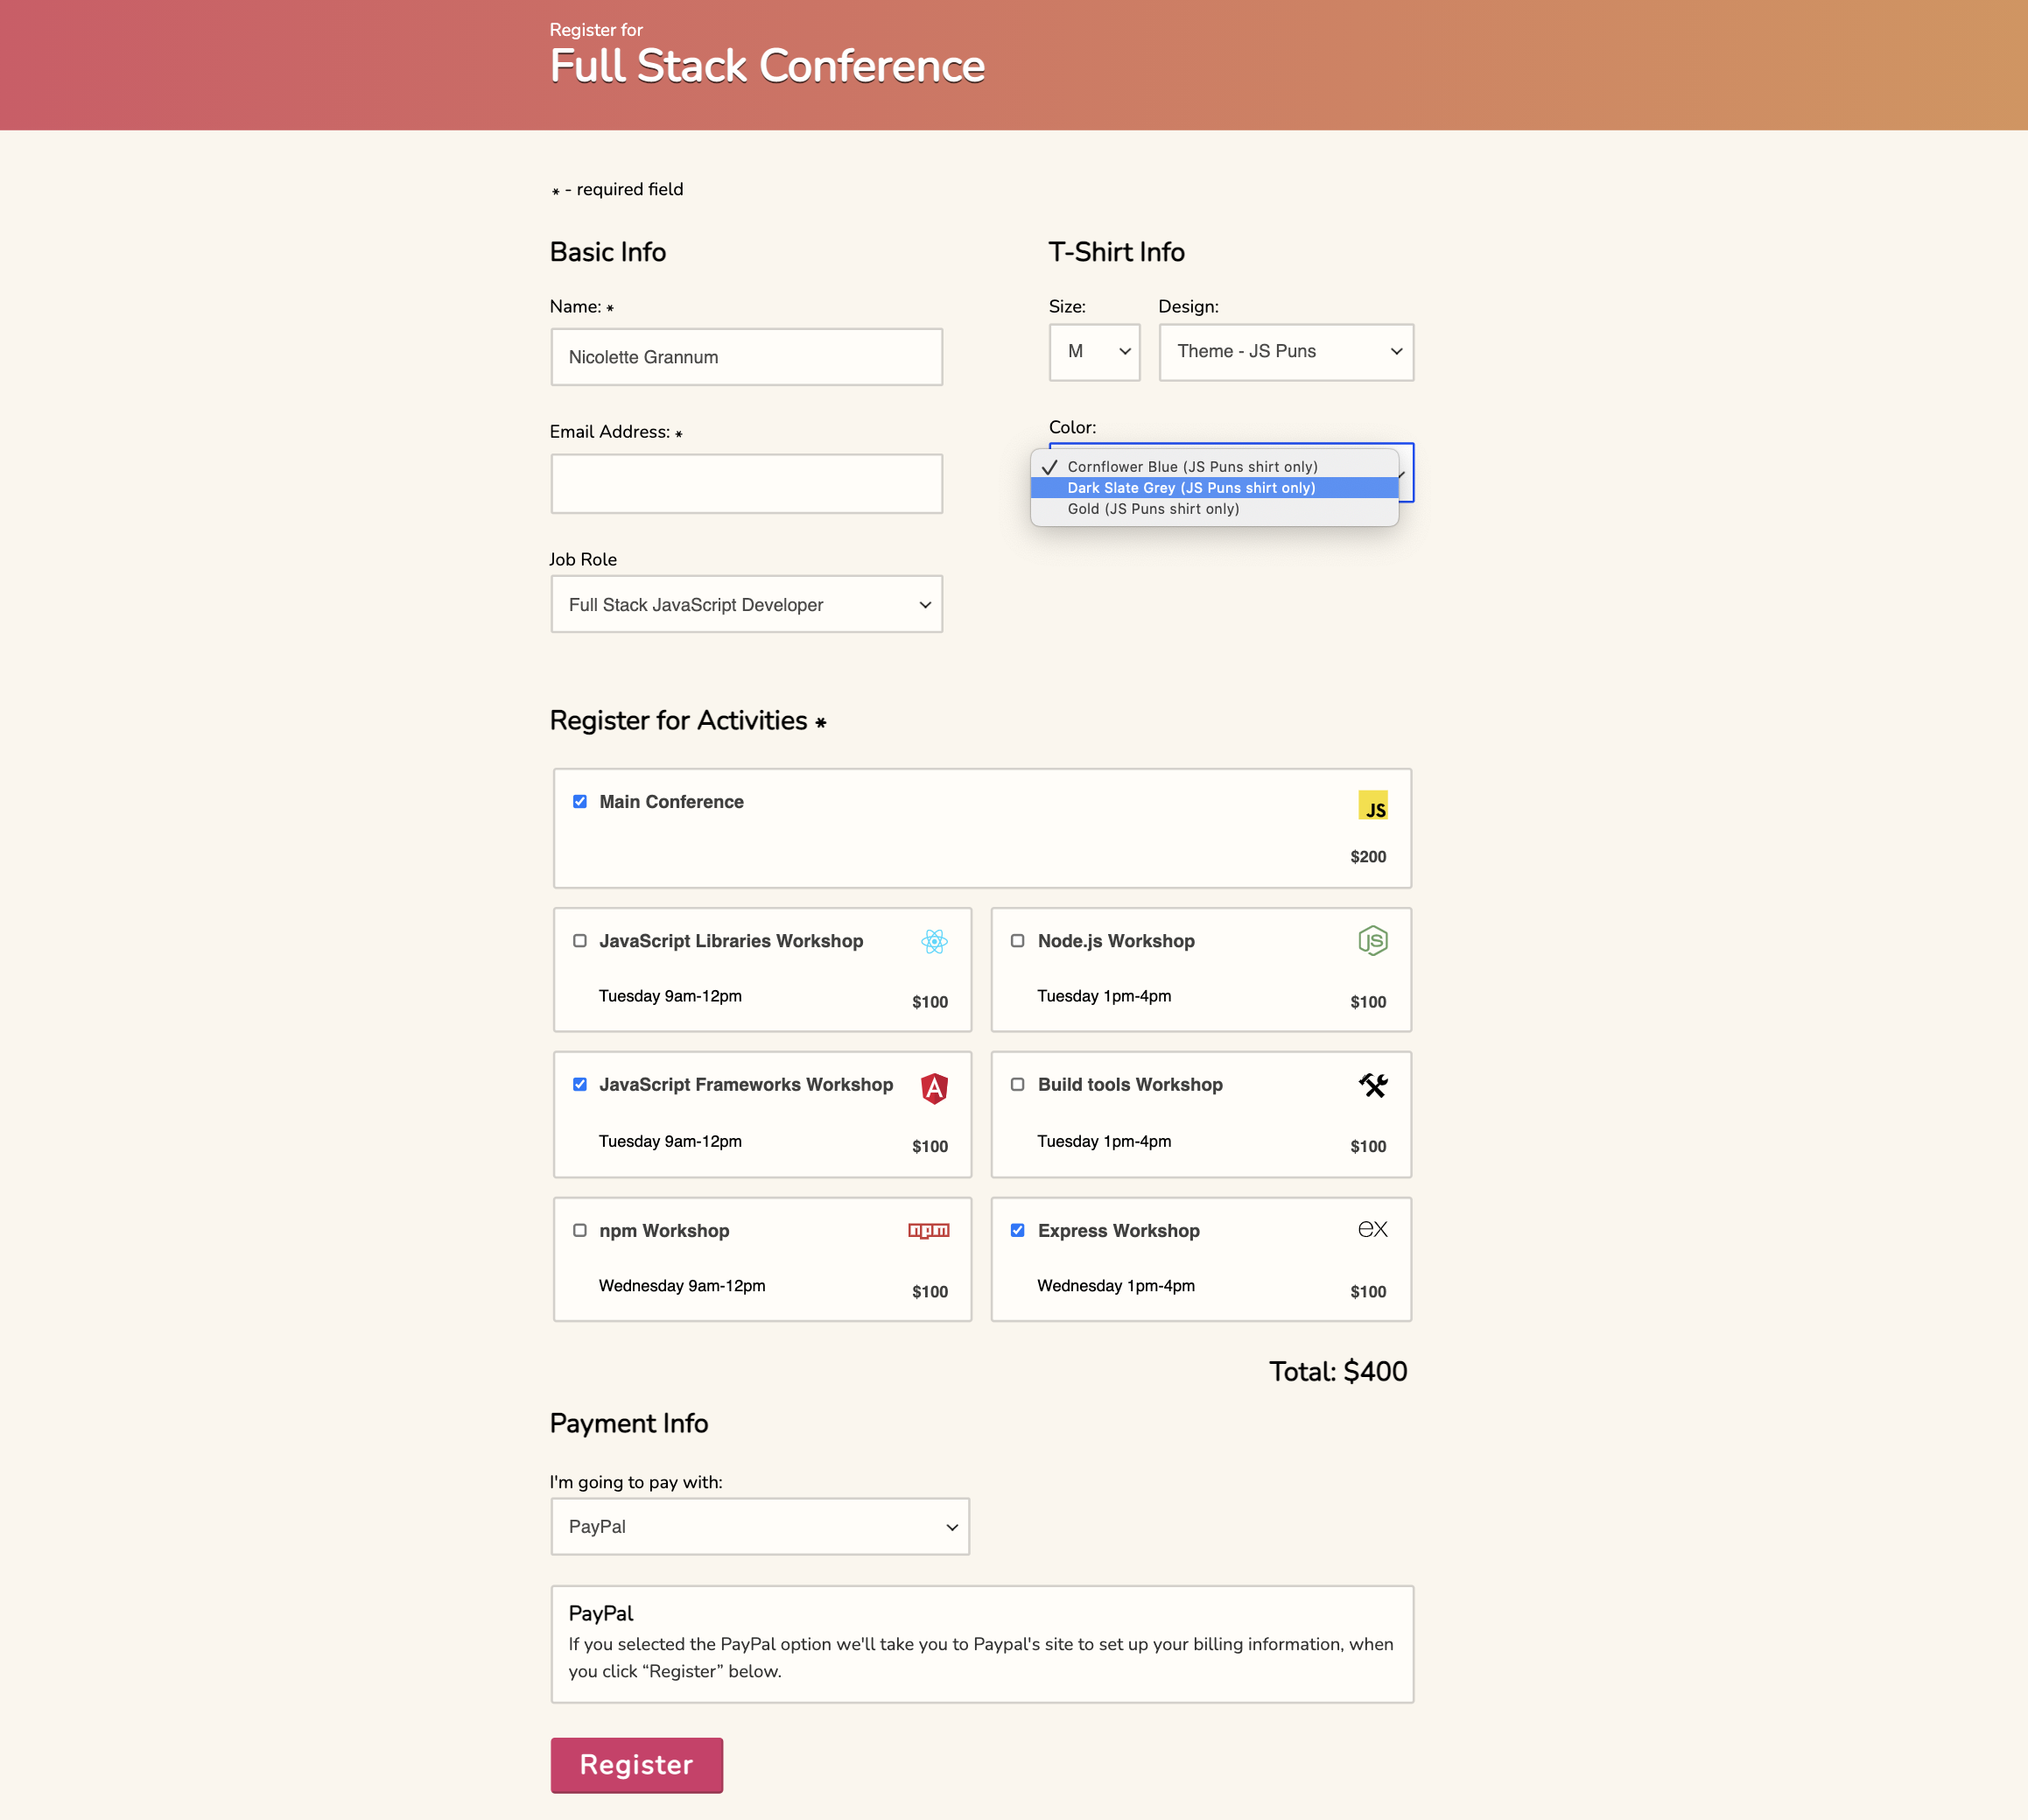 Register for
Full Stack Conference
* - required field
Basic Info
Name: *
Nicolette Grannum
Email Address: *
Job Role
Full Stack JavaScript Developer
T-Shirt Info
Size:
Design:
M
Theme - JS Puns
Color:
✓ Cornflower Blue (JS Puns shirt only)
Dark Slate Grey (JS Puns shirt only)
Gold (JS Puns shirt only)
Register for Activities *
Main Conference
JS
$200
JavaScript Libraries Workshop
Tuesday 9am-12pm
$100
Node.js Workshop
JS
Tuesday 1pm-4pm
$100
JavaScript Frameworks Workshop
A
Tuesday 9am-12pm
$100
Build tools Workshop
Tuesday 1pm-4pm
$100
npm Workshop
npm
Wednesday 9am-12pm
$100
Express Workshop
ex
Wednesday 1pm-4pm
$100
Total: $400
Payment Info
I'm going to pay with:
PayPal
PayPal
If you selected the PayPal option we'll take you to Paypal's site to set up your billing information, when
you click “Register” below.
Register